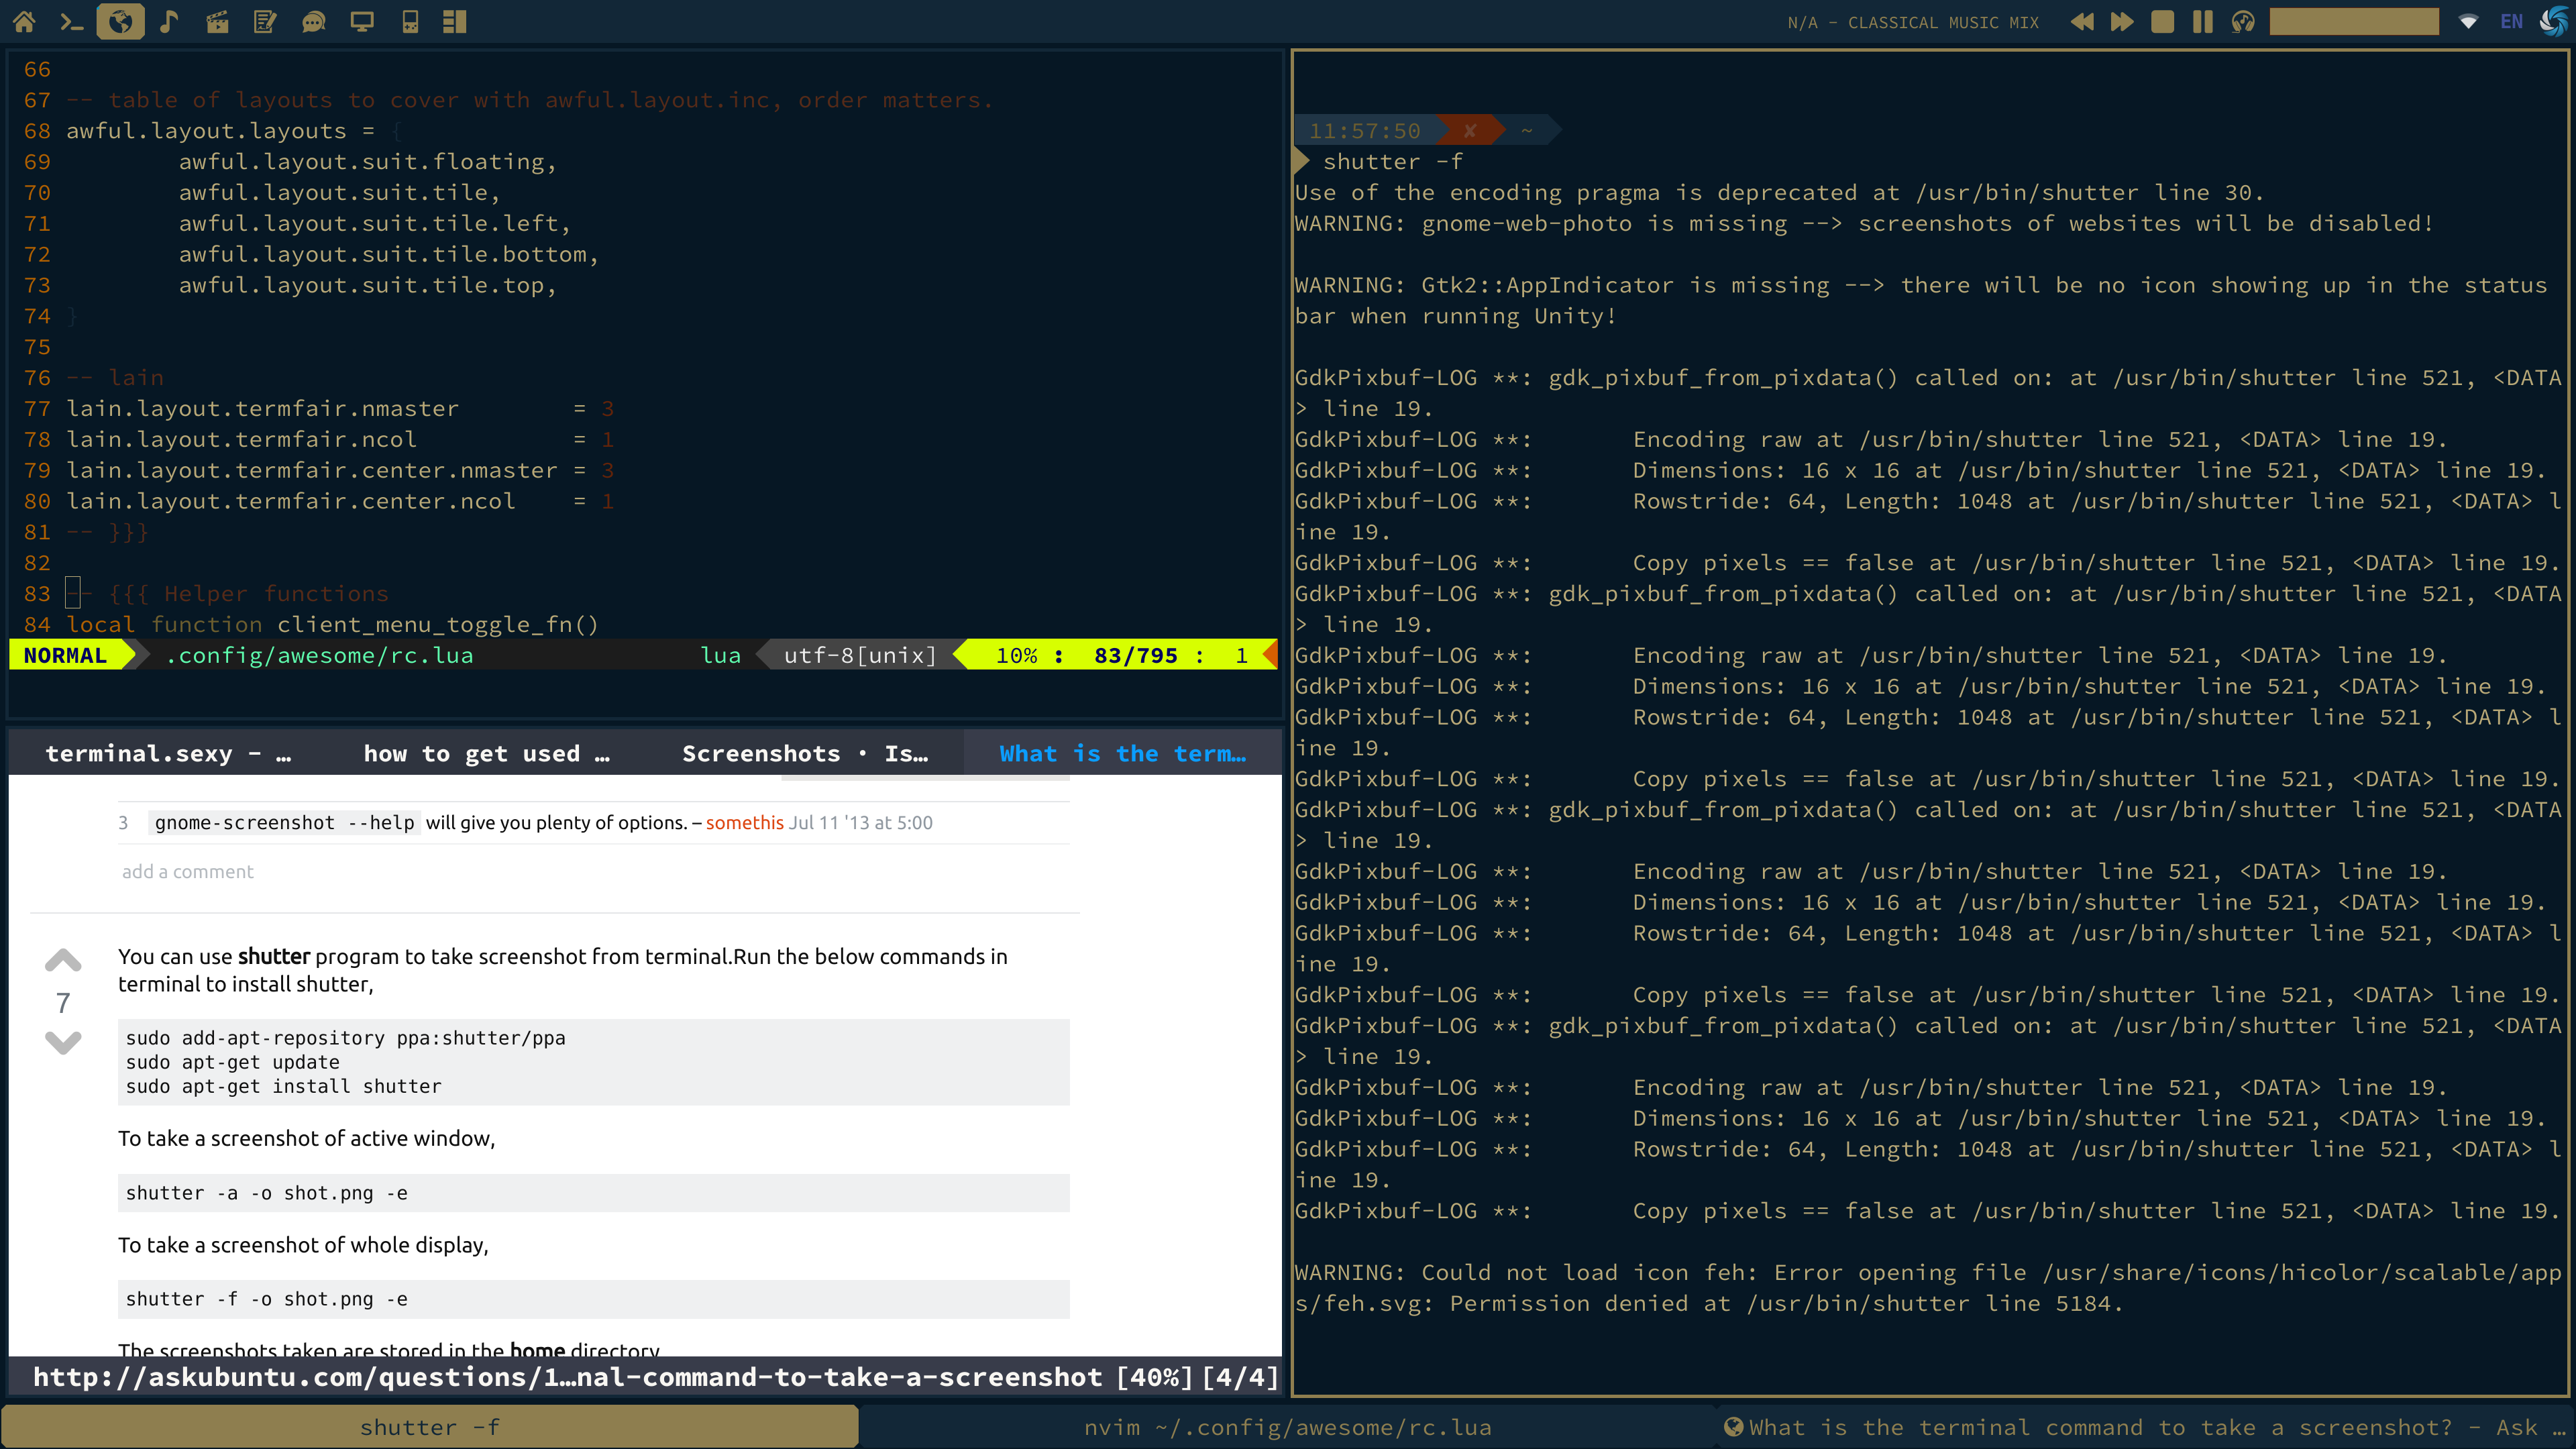 N/A - CLASSICAL MUSIC MIX
EN
66
67 -- table of layouts to cover with awful.layout.inc, order matters.
68 awful.layout.layouts = {
69 awful.layout.suit.floating,
70 awful.layout.suit.tile,
71 awful.layout.suit.tile.left,
72 awful.layout.suit.tile.bottom,
73 awful.layout.suit.tile.top,
74 }
75
76 -- lain
77 lain.layout.termfair.nmaster = 3
78 lain.layout.termfair.ncol = 1
79 lain.layout.termfair.center.nmaster = 3
80 lain.layout.termfair.center.ncol = 1
81 -- }}}
82
83 -- {{{ Helper functions
84 local function client_menu_toggle_fn()
NORMAL .config/awesome/rc.lua lua utf-8[unix] 10% : 83/795 : 1
terminal.sexy - … how to get used … Screenshots · Is… What is the term…
3 gnome-screenshot --help will give you plenty of options. – somethis Jul 11 '13 at 5:00
add a comment
You can use shutter program to take screenshot from terminal.Run the below commands in
terminal to install shutter,
7
sudo add-apt-repository ppa:shutter/ppa
sudo apt-get update
sudo apt-get install shutter
To take a screenshot of active window,
shutter -a -o shot.png -e
To take a screenshot of whole display,
shutter -f -o shot.png -e
The screenshots taken are stored in the home directory
http://askubuntu.com/questions/1…nal-command-to-take-a-screenshot [40%][4/4]
11:57:50 ✘ ~
shutter -f
Use of the encoding pragma is deprecated at /usr/bin/shutter line 30.
WARNING: gnome-web-photo is missing --> screenshots of websites will be disabled!
WARNING: Gtk2::AppIndicator is missing --> there will be no icon showing up in the status
bar when running Unity!
GdkPixbuf-LOG **: gdk_pixbuf_from_pixdata() called on: at /usr/bin/shutter line 521, <DATA
> line 19.
GdkPixbuf-LOG **: Encoding raw at /usr/bin/shutter line 521, <DATA> line 19.
GdkPixbuf-LOG **: Dimensions: 16 x 16 at /usr/bin/shutter line 521, <DATA> line 19.
GdkPixbuf-LOG **: Rowstride: 64, Length: 1048 at /usr/bin/shutter line 521, <DATA> l
ine 19.
GdkPixbuf-LOG **: Copy pixels == false at /usr/bin/shutter line 521, <DATA> line 19.
GdkPixbuf-LOG **: gdk_pixbuf_from_pixdata() called on: at /usr/bin/shutter line 521, <DATA
> line 19.
GdkPixbuf-LOG **: Encoding raw at /usr/bin/shutter line 521, <DATA> line 19.
GdkPixbuf-LOG **: Dimensions: 16 x 16 at /usr/bin/shutter line 521, <DATA> line 19.
GdkPixbuf-LOG **: Rowstride: 64, Length: 1048 at /usr/bin/shutter line 521, <DATA> l
ine 19.
GdkPixbuf-LOG **: Copy pixels == false at /usr/bin/shutter line 521, <DATA> line 19.
GdkPixbuf-LOG **: gdk_pixbuf_from_pixdata() called on: at /usr/bin/shutter line 521, <DATA
> line 19.
GdkPixbuf-LOG **: Encoding raw at /usr/bin/shutter line 521, <DATA> line 19.
GdkPixbuf-LOG **: Dimensions: 16 x 16 at /usr/bin/shutter line 521, <DATA> line 19.
GdkPixbuf-LOG **: Rowstride: 64, Length: 1048 at /usr/bin/shutter line 521, <DATA> l
ine 19.
GdkPixbuf-LOG **: Copy pixels == false at /usr/bin/shutter line 521, <DATA> line 19.
GdkPixbuf-LOG **: gdk_pixbuf_from_pixdata() called on: at /usr/bin/shutter line 521, <DATA
> line 19.
GdkPixbuf-LOG **: Encoding raw at /usr/bin/shutter line 521, <DATA> line 19.
GdkPixbuf-LOG **: Dimensions: 16 x 16 at /usr/bin/shutter line 521, <DATA> line 19.
GdkPixbuf-LOG **: Rowstride: 64, Length: 1048 at /usr/bin/shutter line 521, <DATA> l
ine 19.
GdkPixbuf-LOG **: Copy pixels == false at /usr/bin/shutter line 521, <DATA> line 19.
WARNING: Could not load icon feh: Error opening file /usr/share/icons/hicolor/scalable/app
s/feh.svg: Permission denied at /usr/bin/shutter line 5184.
shutter -f
nvim ~/.config/awesome/rc.lua
What is the terminal command to take a screenshot? - Ask …